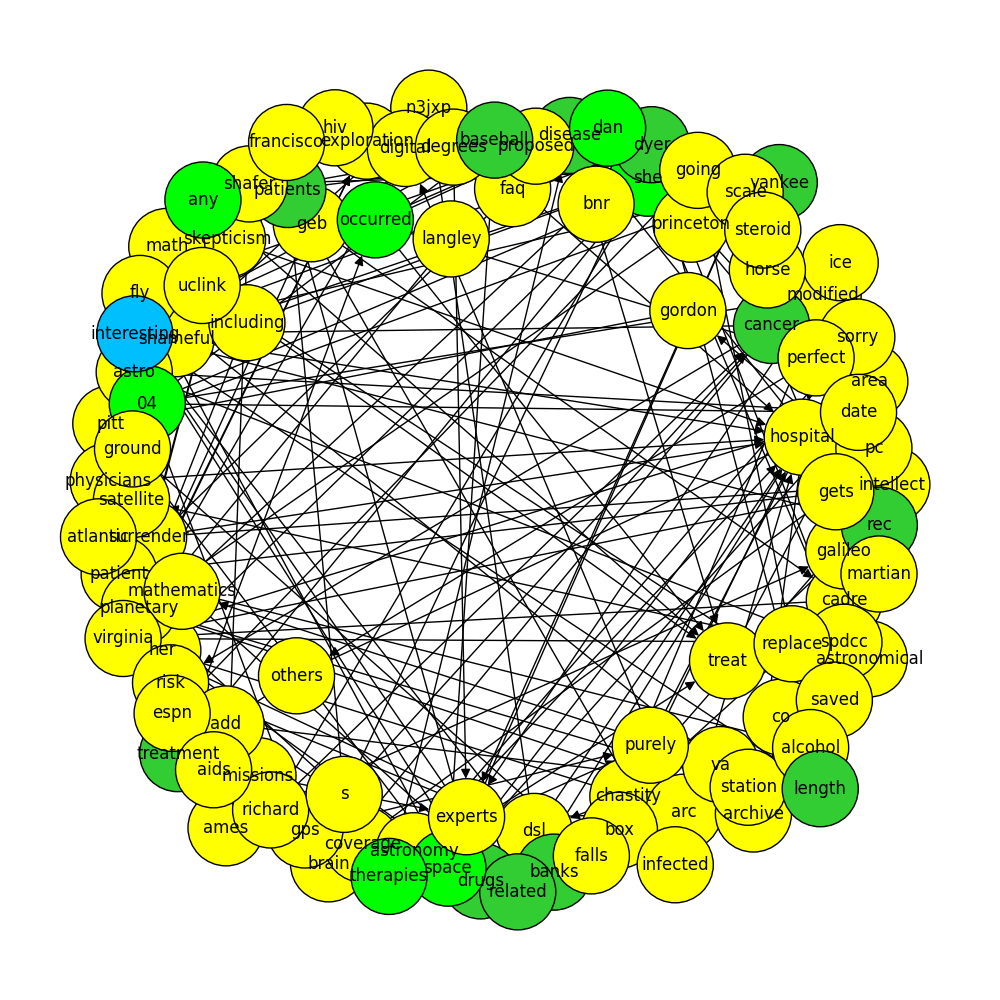 n3jxp
hiv
exploration
francisco
digital
degrees
baseball
proposed
disease
dan
dyer
going
shafer
patients
any
faq
she
scale
yankee
occurred
geb
langley
bnr
princeton
steroid
math
skepticism
uclink
horse
ice
fly
including
gordon
modified
interesting
shameful
cancer
sorry
astro
perfect
area
04
date
pitt
ground
hospital
pc
physicians
satellite
gets
intellect
rec
atlantic
surrender
galileo
patient
mathematics
martian
planetary
cadre
virginia
her
replace
spdcc
others
treat
astronomical
risk
saved
espn
add
co
purely
alcohol
treatment
aids
missions
va
s
station
length
chastity
richard
arc
archive
experts
ames
gps
dsl
box
coverage
astronomy
brain
falls
infected
therapies
space
banks
drugs
related